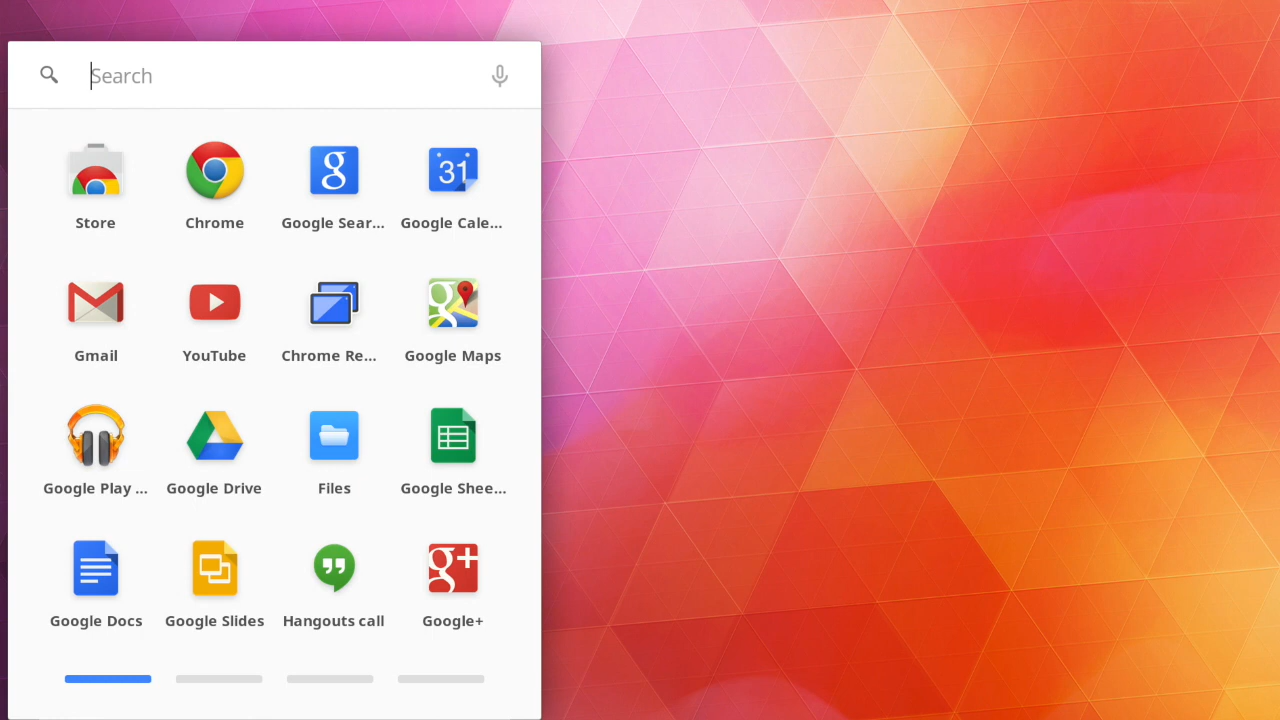 Search
Store
Chrome
Google Sear...
31
Google Cale...
Gmail
YouTube
Chrome Re...
Google Maps
Google Play ...
Google Drive
Files
Google Shee...
Google Docs
Google Slides
Hangouts call
g+
Google+